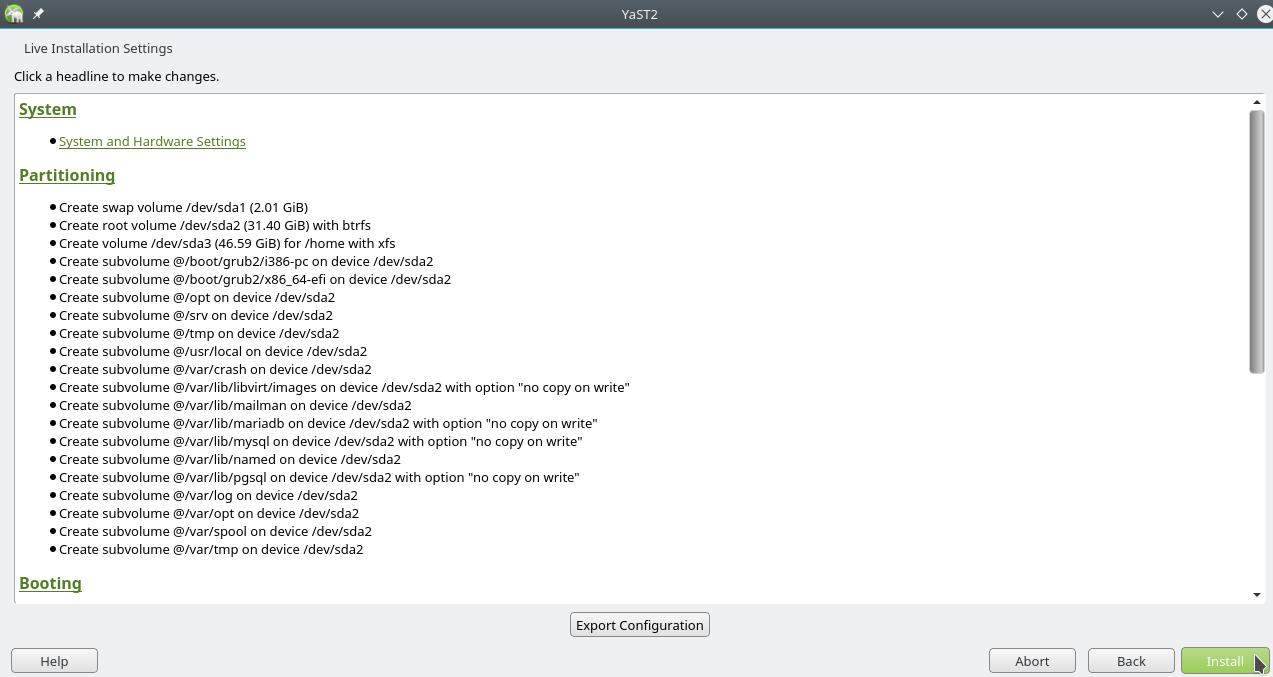 YaST2
Live Installation Settings
Click a headline to make changes.
System
System and Hardware Settings
Partitioning
Create swap volume /dev/sda1 (2.01 GiB)
Create root volume /dev/sda2 (31.40 GiB) with btrfs
Create volume /dev/sda3 (46.59 GiB) for /home with xfs
Create subvolume @/boot/grub2/i386-pc on device /dev/sda2
Create subvolume @/boot/grub2/x86_64-efi on device /dev/sda2
Create subvolume @/opt on device /dev/sda2
Create subvolume @/srv on device /dev/sda2
Create subvolume @/tmp on device /dev/sda2
Create subvolume @/usr/local on device /dev/sda2
Create subvolume @/var/crash on device /dev/sda2
Create subvolume @/var/lib/libvirt/images on device /dev/sda2 with option "no copy on write"
Create subvolume @/var/lib/mailman on device /dev/sda2
Create subvolume @/var/lib/mariadb on device /dev/sda2 with option "no copy on write"
Create subvolume @/var/lib/mysql on device /dev/sda2 with option "no copy on write"
Create subvolume @/var/lib/named on device /dev/sda2
Create subvolume @/var/lib/pgsql on device /dev/sda2 with option "no copy on write"
Create subvolume @/var/log on device /dev/sda2
Create subvolume @/var/opt on device /dev/sda2
Create subvolume @/var/spool on device /dev/sda2
Create subvolume @/var/tmp on device /dev/sda2
Booting
Export Configuration
Help Abort Back Install